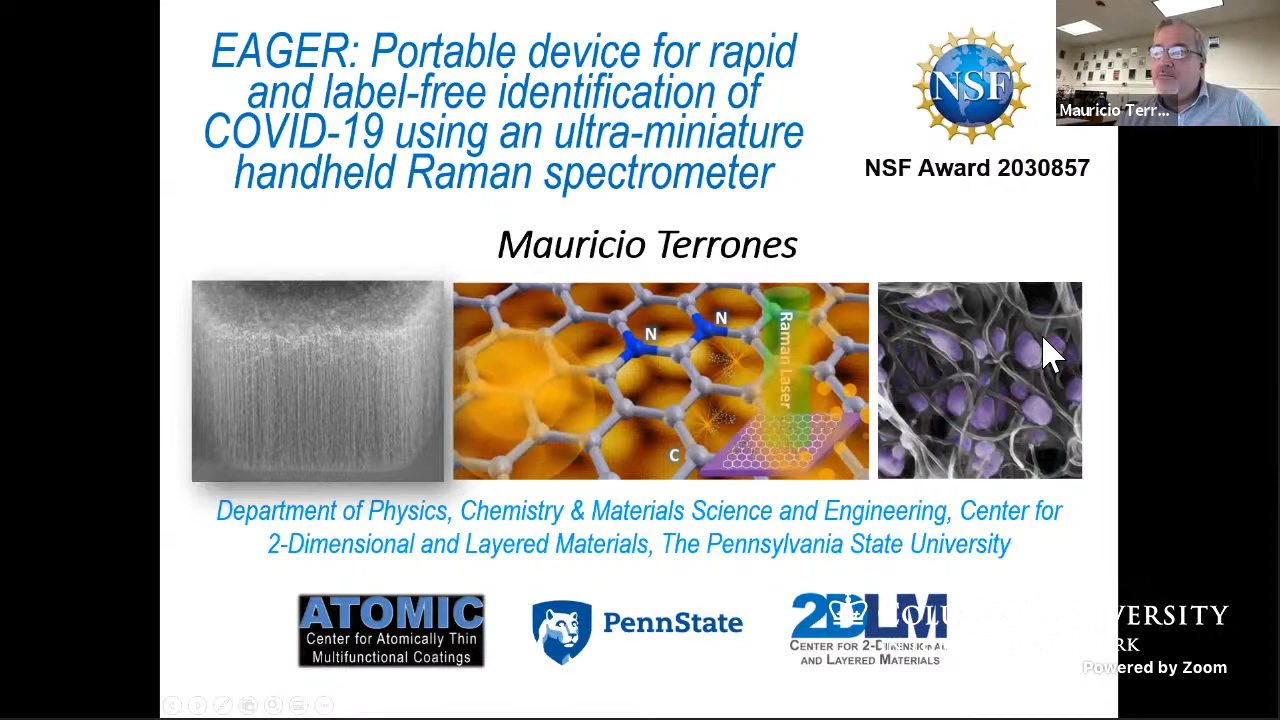 EAGER: Portable device for rapid
and label-free identification of
COVID-19 using an ultra-miniature
handheld Raman spectrometer
NSF
NSF Award 2030857
Mauricio Terr...
Mauricio Terrones
N
N
C
Raman Laser
Department of Physics, Chemistry & Materials Science and Engineering, Center for
2-Dimensional and Layered Materials, The Pennsylvania State University
ATOMIC
Center for Atomically Thin
Multifunctional Coatings
PennState
2DLM
CENTER FOR 2-DIMENSIONAL
AND LAYERED MATERIALS
Powered by Zoom